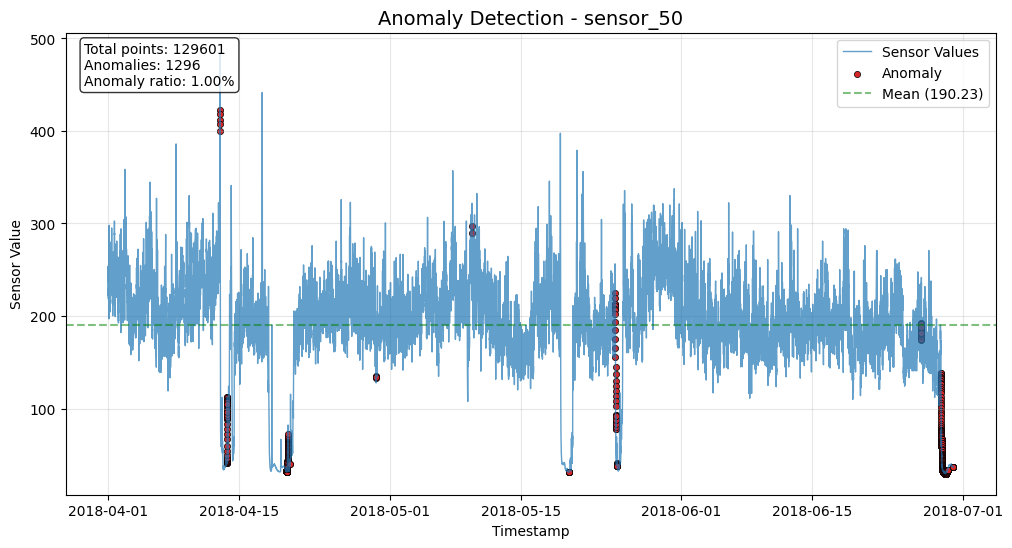 Anomaly Detection - sensor_50
Total points: 129601
Anomalies: 1296
Anomaly ratio: 1.00%
Sensor Values
Anomaly
Mean (190.23)
Sensor Value
500
400
300
200
100
2018-04-01
2018-04-15
2018-05-01
2018-05-15
2018-06-01
2018-06-15
2018-07-01
Timestamp